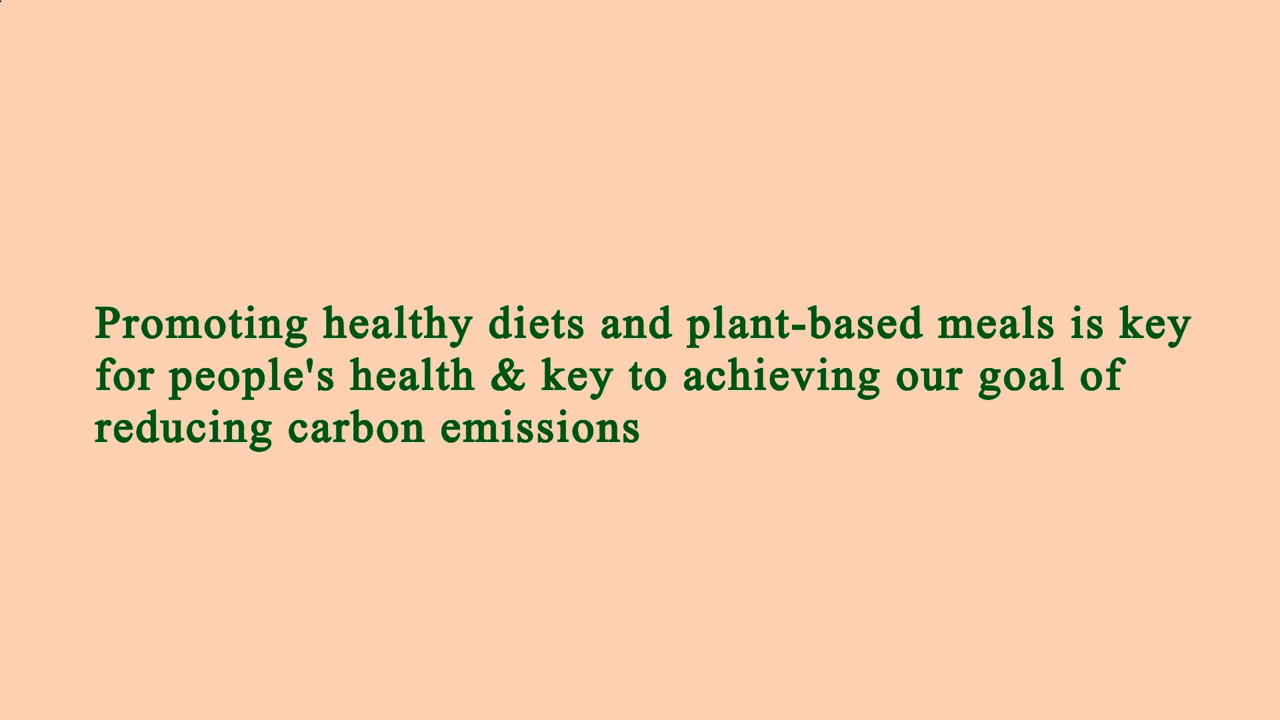 Promoting healthy diets and plant-based meals is key
for people's health & key to achieving our goal of
reducing carbon emissions